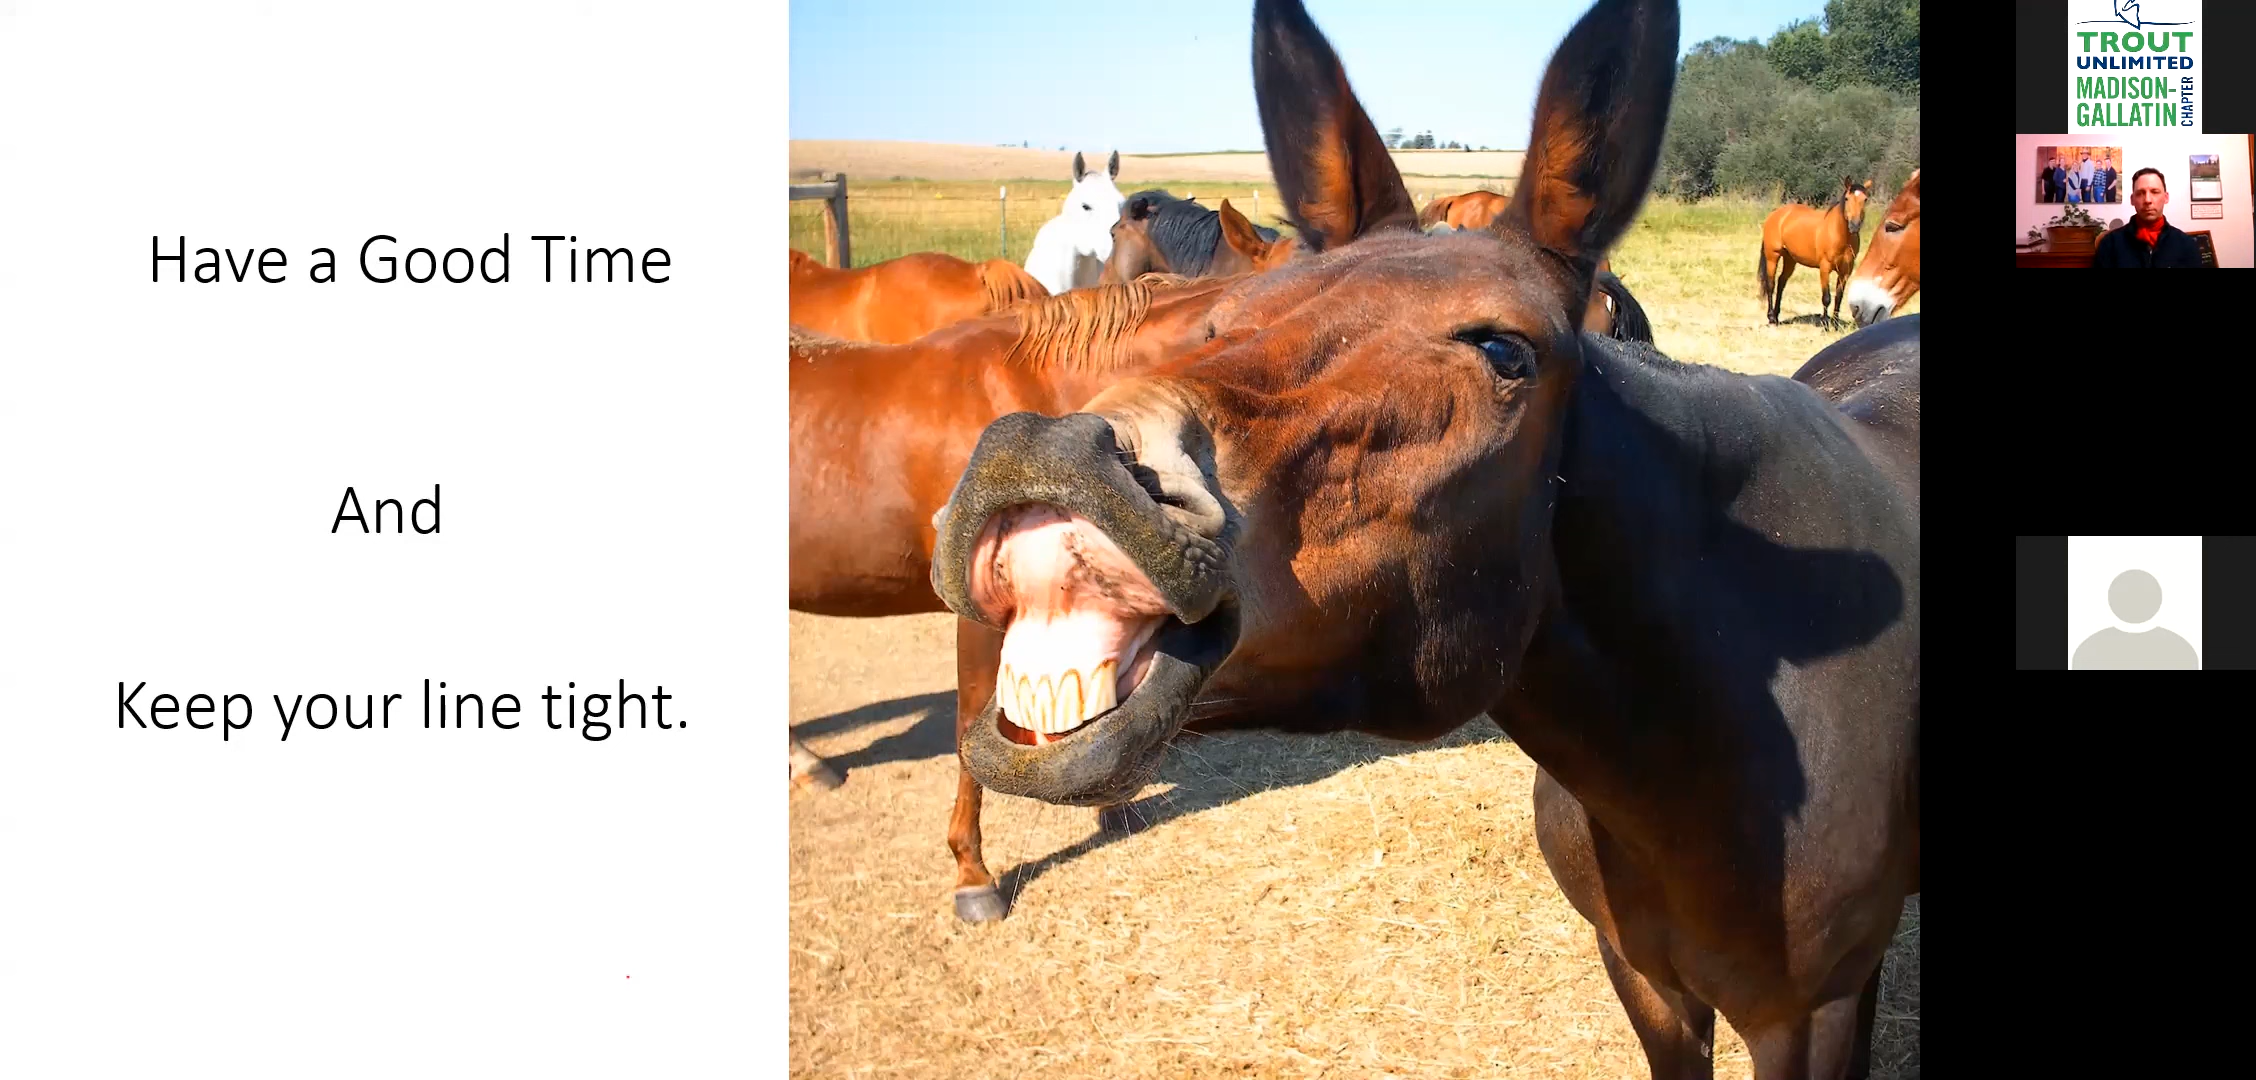 Have a Good Time
And
Keep your line tight.
TROUT
UNLIMITED
MADISON-
GALLATIN
CHAPTER